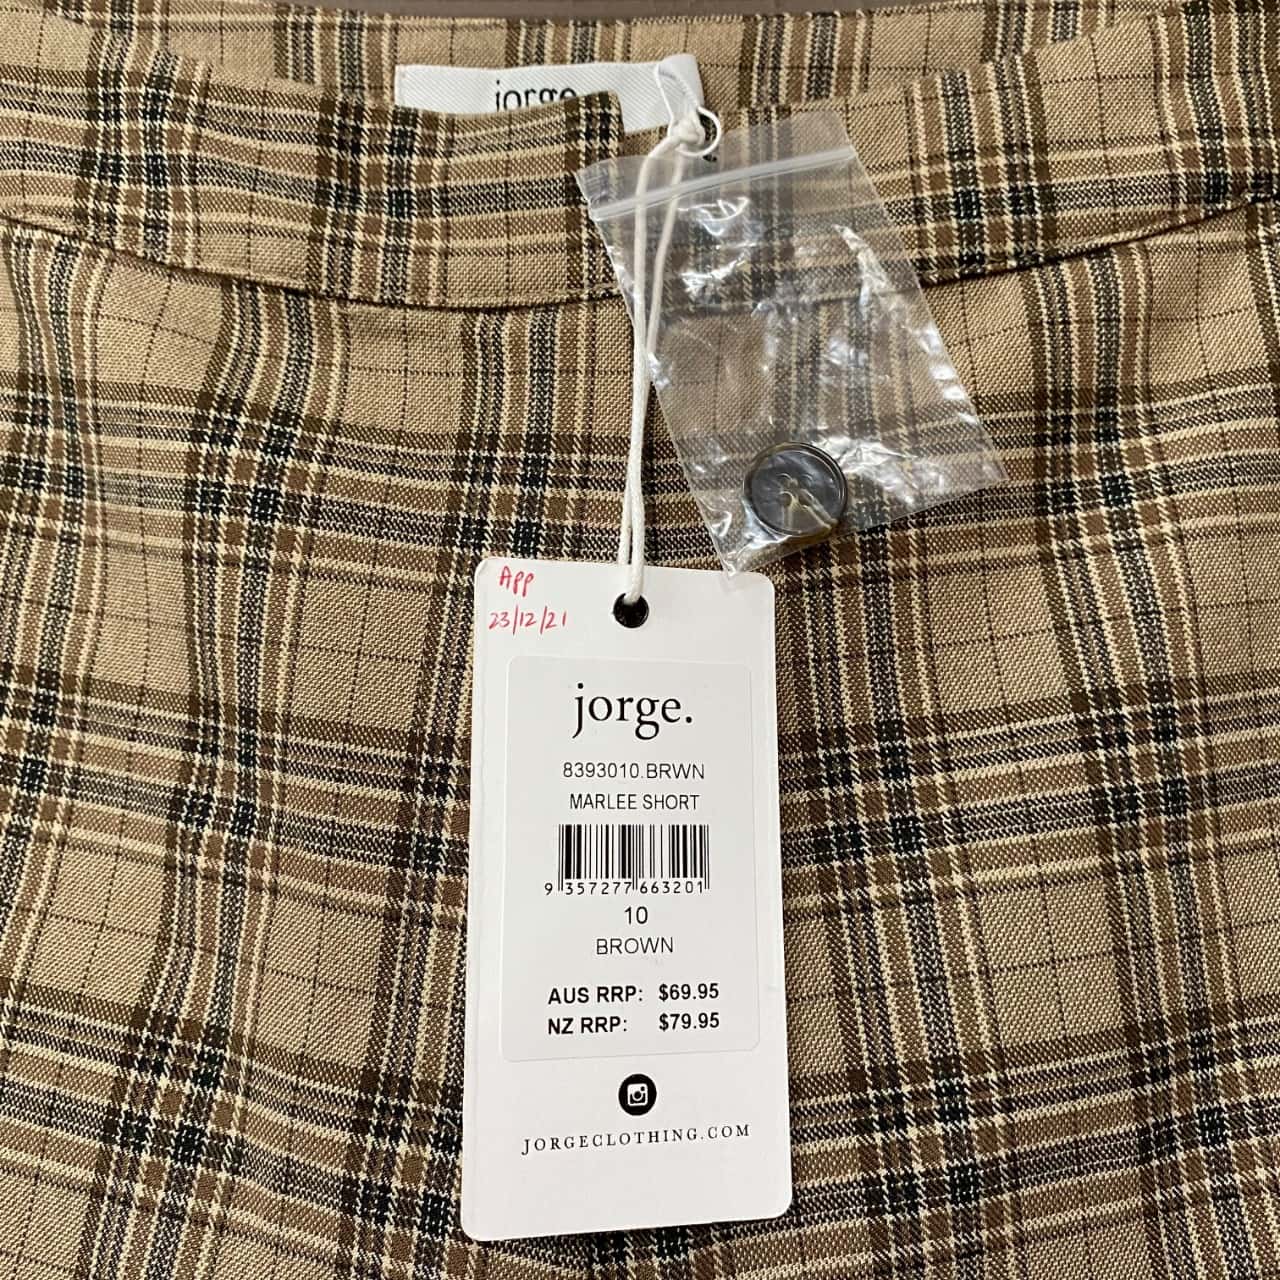 jorge
App
23/12/21
jorge.
8393010.BRWN
MARLEE SHORT
9 357277 663201
10
BROWN
AUS RRP: $69.95
NZ RRP: $79.95
JORGECLOTHING.COM